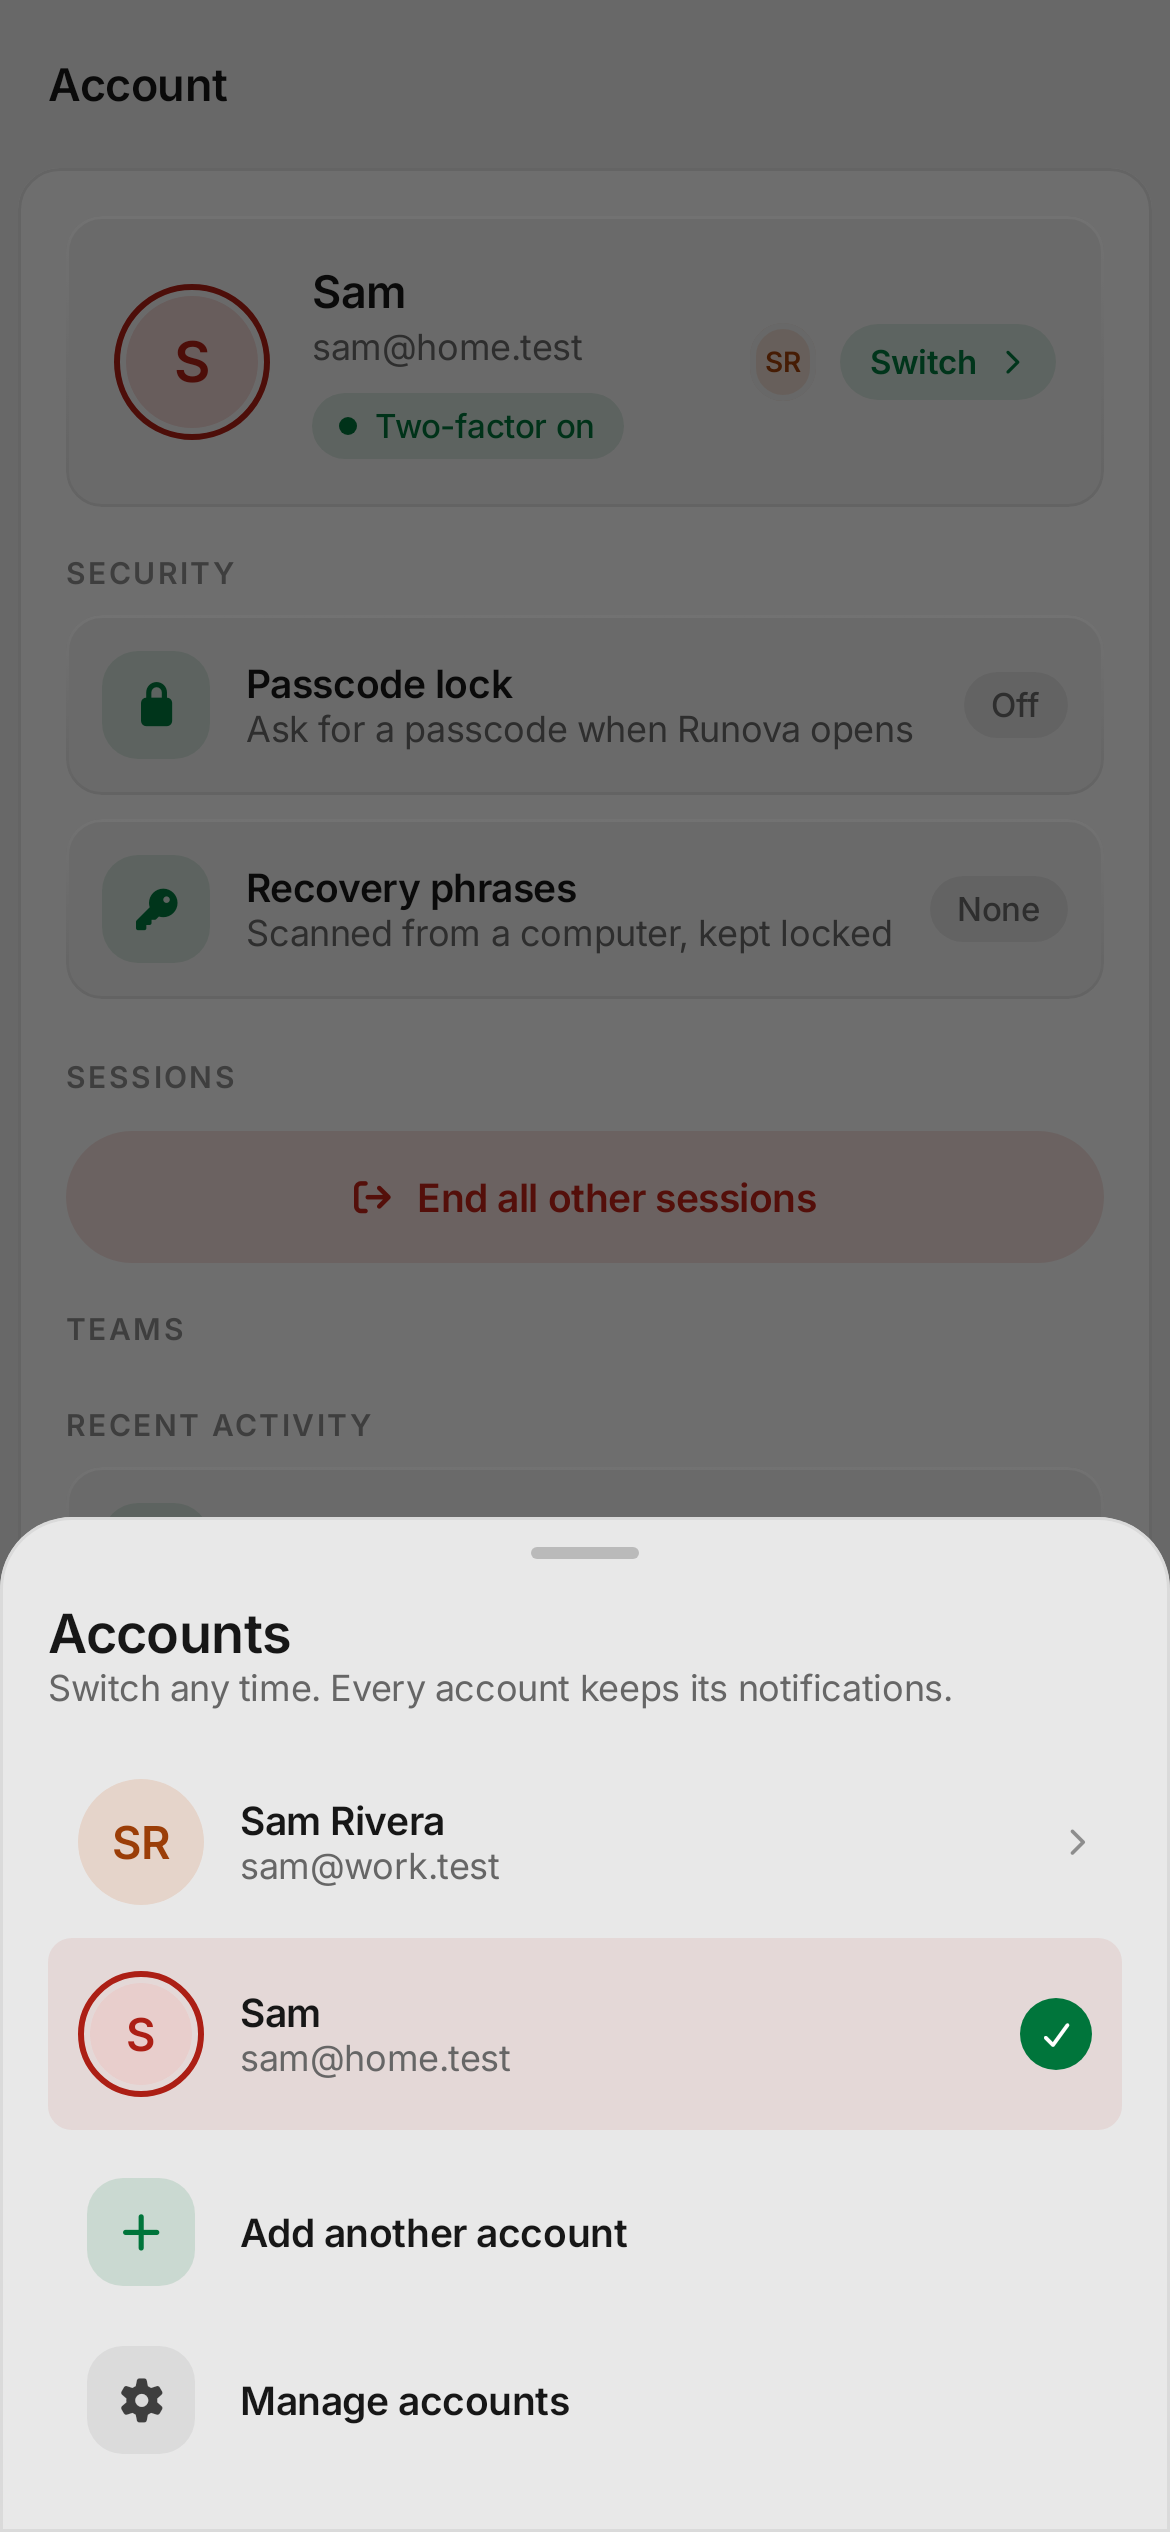 Account
S
Sam
sam@home.test
Two-factor on
SR
Switch
SECURITY
Passcode lock
Ask for a passcode when Runova opens
Off
Recovery phrases
Scanned from a computer, kept locked
None
SESSIONS
End all other sessions
TEAMS
RECENT ACTIVITY
Accounts
Switch any time. Every account keeps its notifications.
SR
Sam Rivera
sam@work.test
S
Sam
sam@home.test
Add another account
Manage accounts